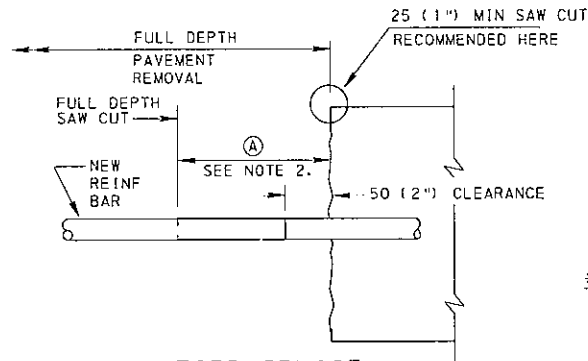 25 (1") MIN SAW CUT
RECOMMENDED HERE
FULL DEPTH
PAVEMENT
REMOVAL
FULL DEPTH
SAW CUT
A
SEE NOTE 2.
NEW
REINF
BAR
50 (2") CLEARANCE